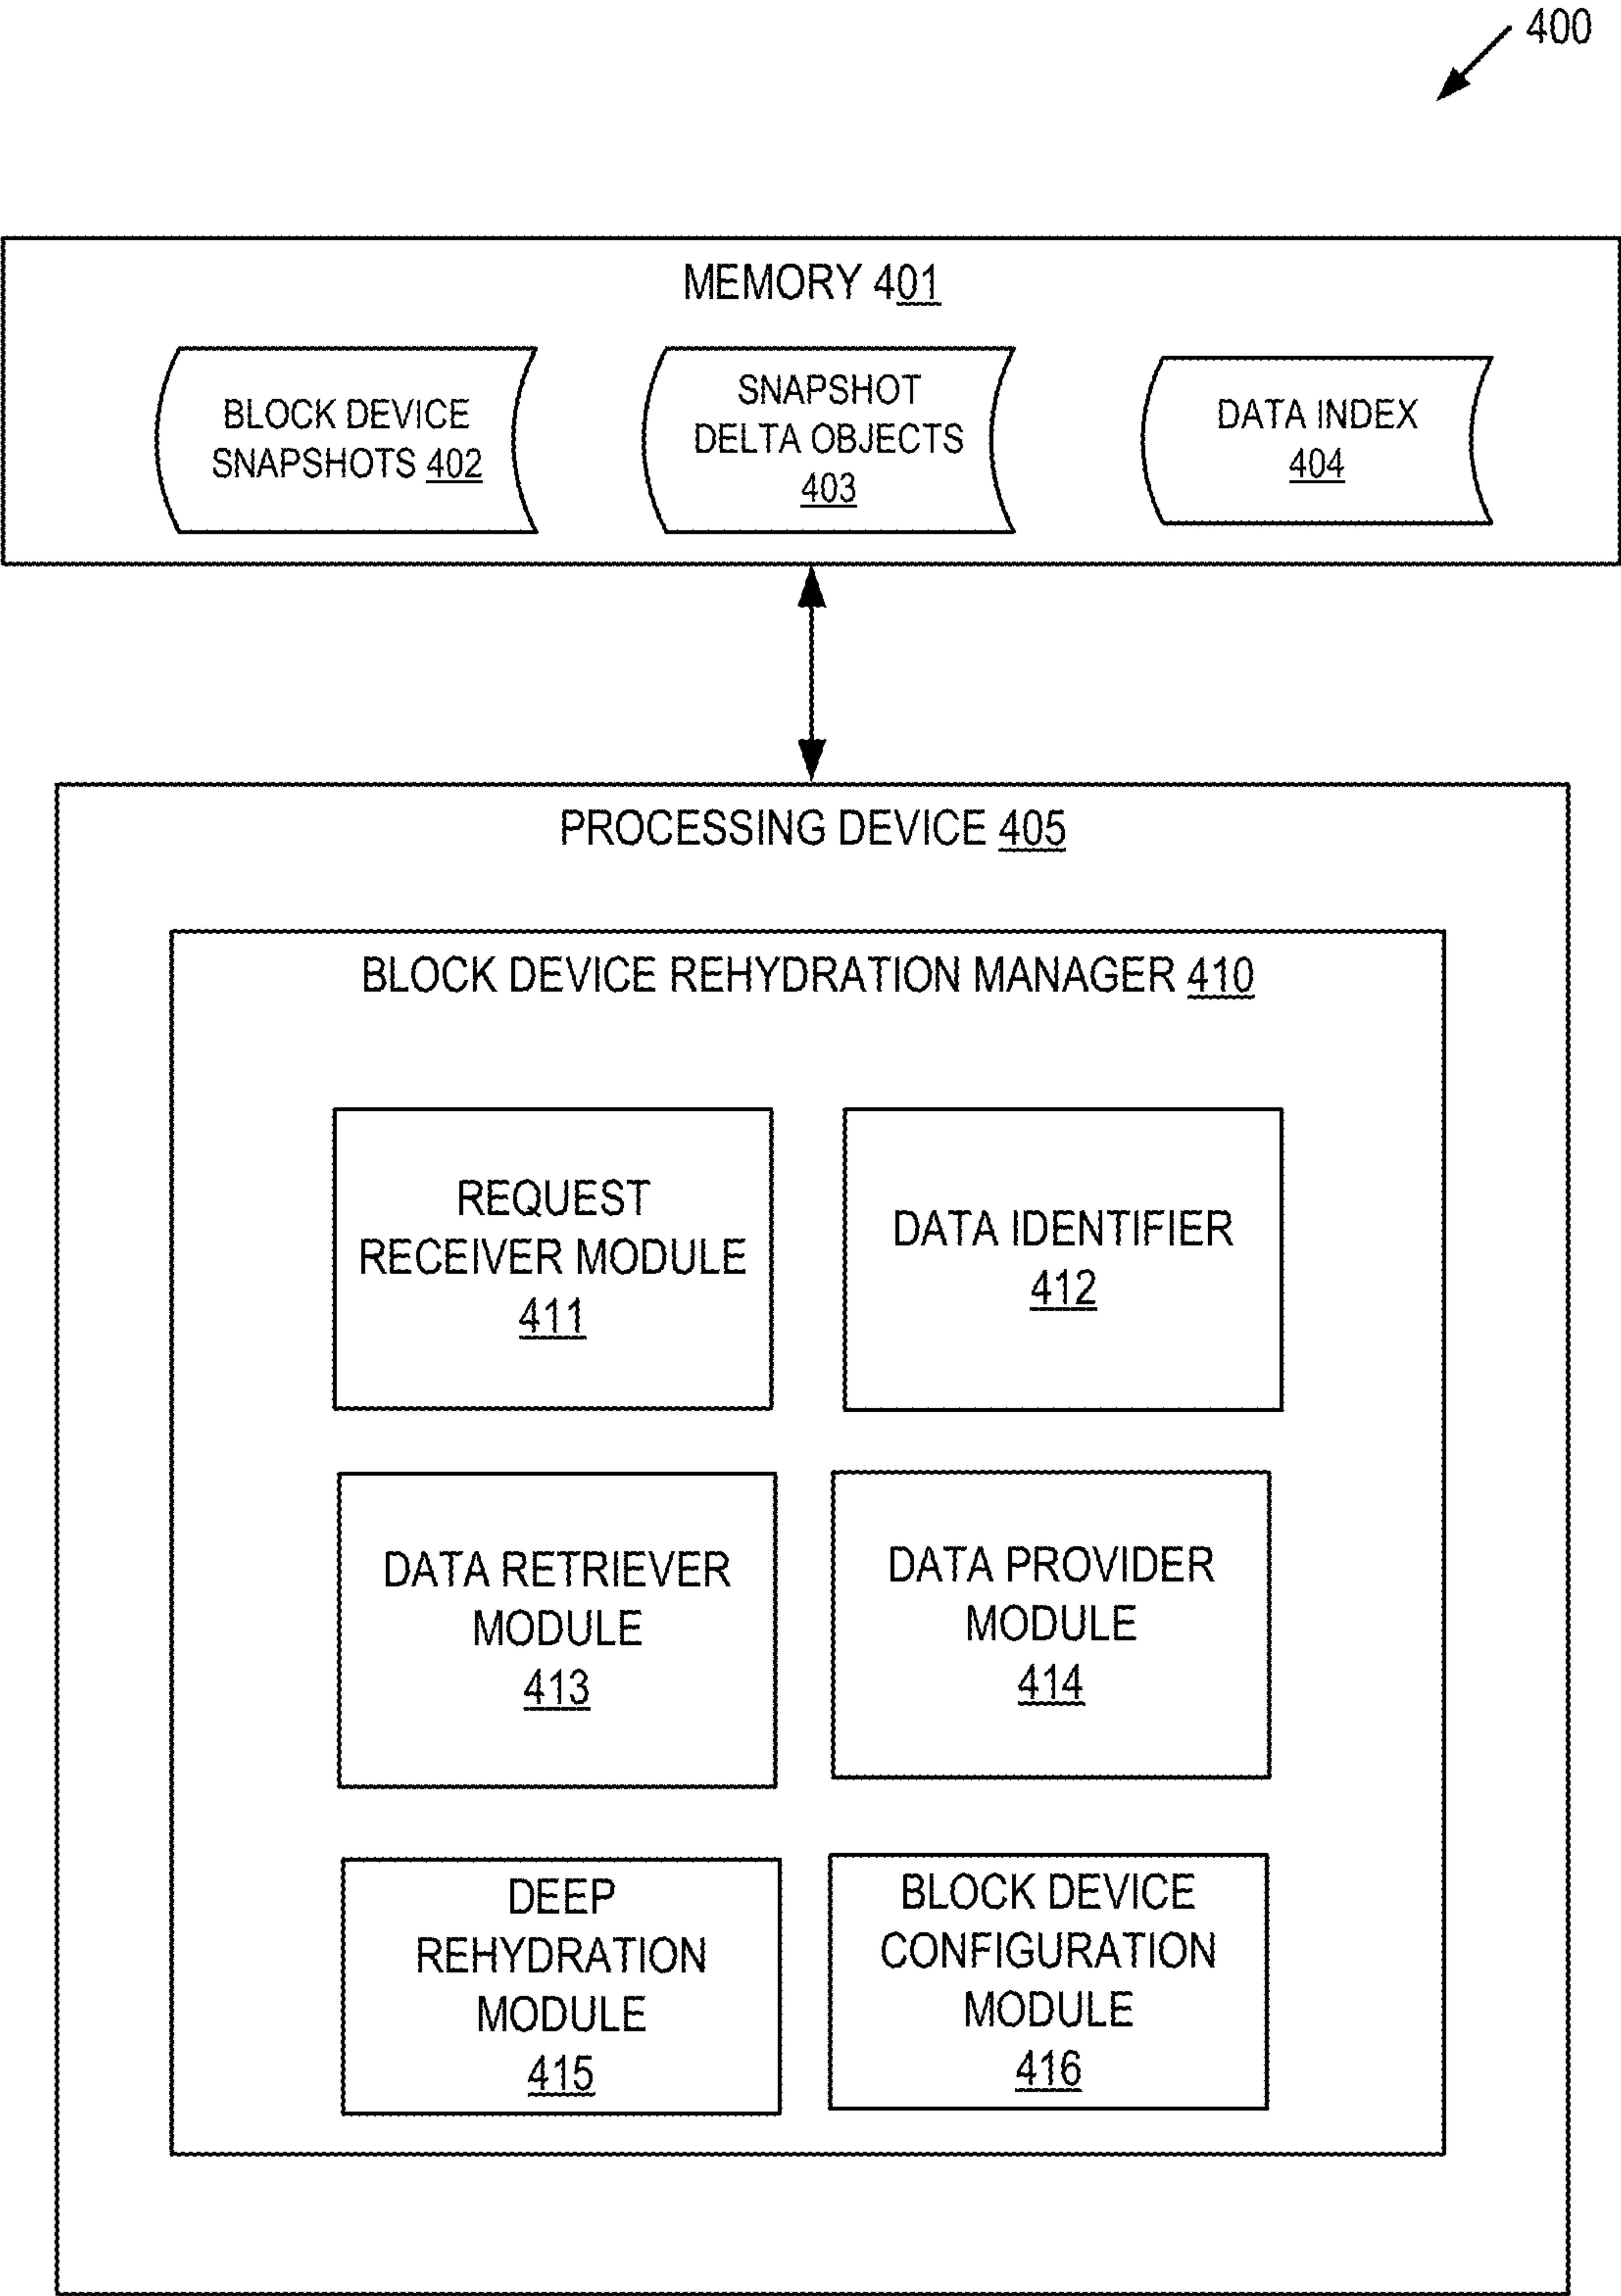 400
MEMORY 401
BLOCK DEVICE
SNAPSHOTS 402
SNAPSHOT
DELTA OBJECTS
403
DATA INDEX
404
PROCESSING DEVICE 405
BLOCK DEVICE REHYDRATION MANAGER 410
REQUEST
RECEIVER MODULE
411
DATA IDENTIFIER
412
DATA RETRIEVER
MODULE
413
DATA PROVIDER
MODULE
414
DEEP
REHYDRATION
MODULE
415
BLOCK DEVICE
CONFIGURATION
MODULE
416